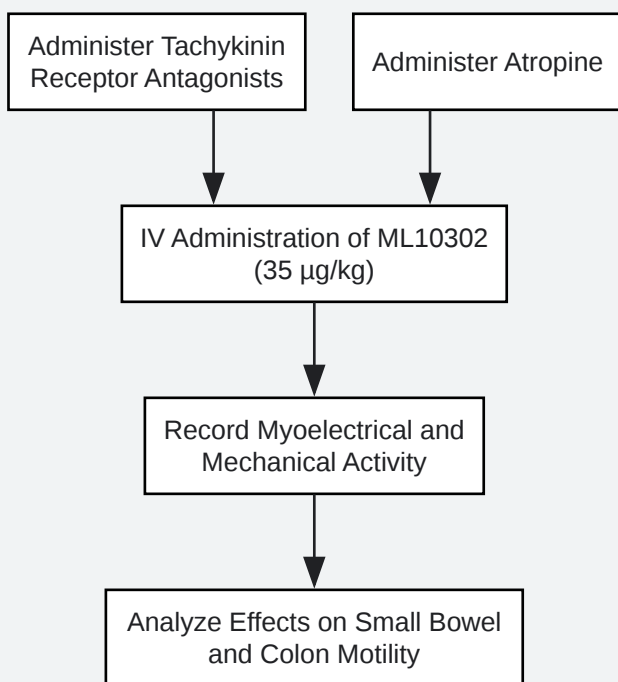 Administer Tachykinin
Receptor Antagonists
Administer Atropine
IV Administration of ML10302
(35 µg/kg)
Record Myoelectrical and
Mechanical Activity
Analyze Effects on Small Bowel
and Colon Motility